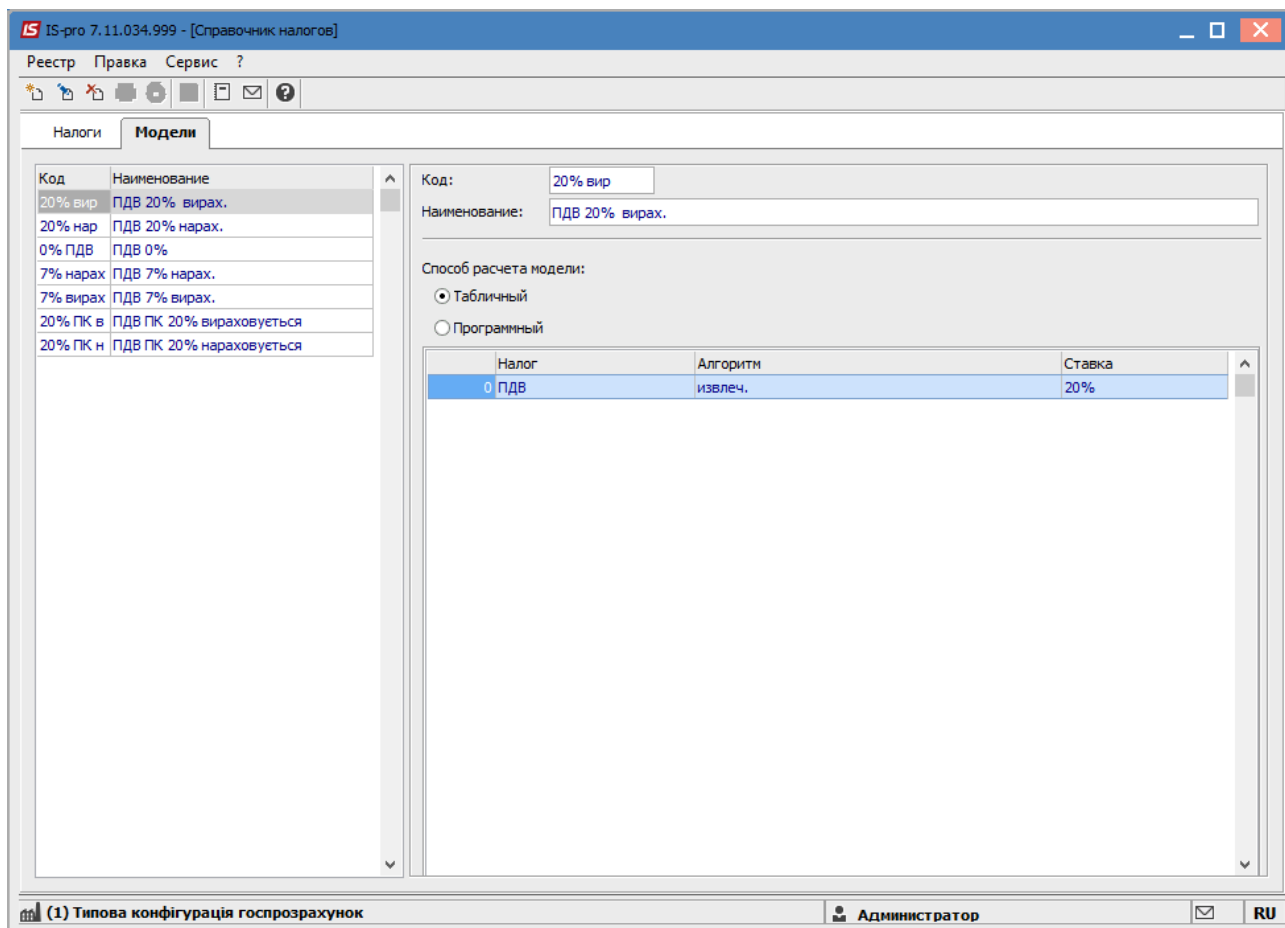 IS-pro 7.11.034.999 - [Справочник налогов]
Реестр Правка Сервис ?
Налоги Модели
Код Наименование
20% вир ПДВ 20% вирах.
20% нар ПДВ 20% нарах.
0% ПДВ ПДВ 0%
7% нарах ПДВ 7% нарах.
7% вирах ПДВ 7% вирах.
20% ПК в ПДВ ПК 20% вираховується
20% ПК н ПДВ ПК 20% нараховується
Код: 20% вир
Наименование: ПДВ 20% вирах.
Способ расчета модели:
Табличный
Программный
Налог Алгоритм Ставка
0 ПДВ извлеч. 20%
(1) Типова конфігурація госпрозрахунок Администратор RU